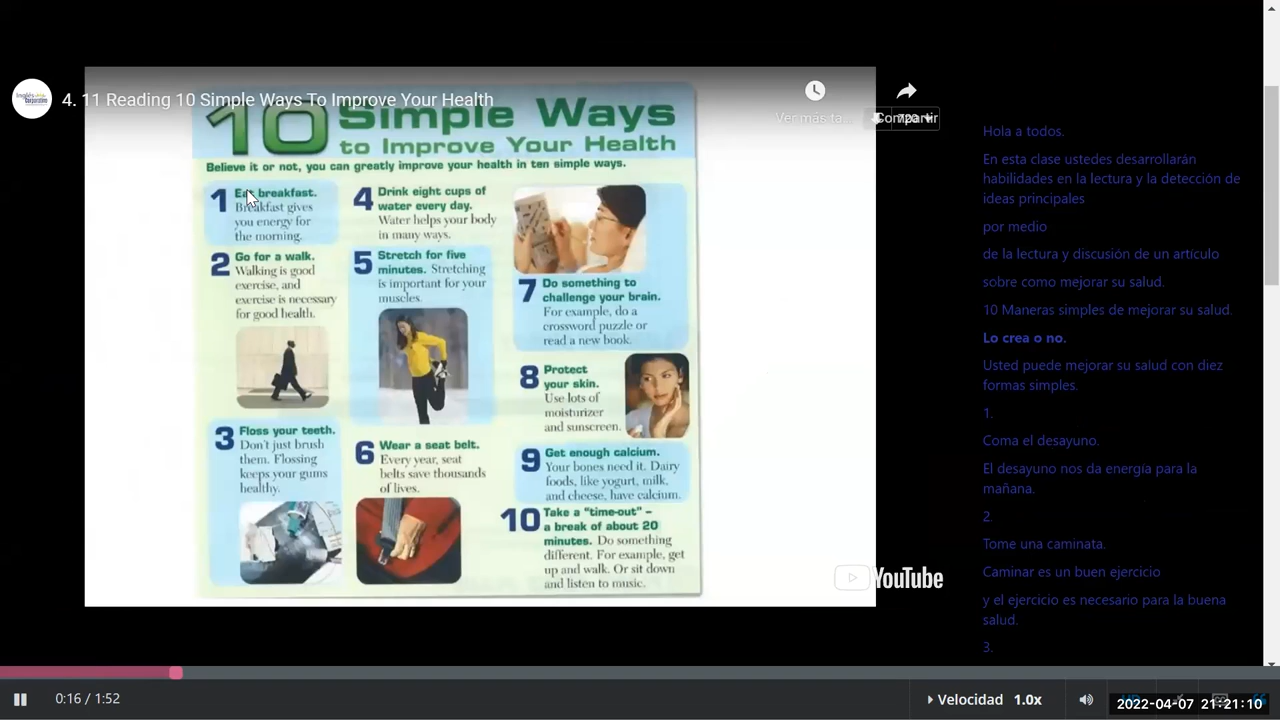 4. 11 Reading 10 Simple Ways To Improve Your Health
10 Simple Ways
to Improve Your Health
Believe it or not, you can greatly improve your health in ten simple ways.
1 Eat breakfast.
Breakfast gives
you energy for
the morning.
2 Go for a walk.
Walking is good
exercise, and
exercise is necessary
for good health.
3 Floss your teeth.
Don't just brush
them. Flossing
keeps your gums
healthy.
4 Drink eight cups of
water every day.
Water helps your body
in many ways.
5 Stretch for five
minutes. Stretching
is important for your
muscles.
6 Wear a seat belt.
Every year, seat
belts save thousands
of lives.
7 Do something to
challenge your brain.
For example, do a
crossword puzzle or
read a new book.
8 Protect
your skin.
Use lots of
moisturizer
and sunscreen.
9 Get enough calcium.
Your bones need it. Dairy
foods, like yogurt, milk,
and cheese, have calcium.
10 Take a “time-out” –
a break of about 20
minutes. Do something
different. For example, get
up and walk. Or sit down
and listen to music.
Ver más ta...
Compartir
YouTube
Hola a todos.
En esta clase ustedes desarrollarán
habilidades en la lectura y la detección de
ideas principales
por medio
de la lectura y discusión de un artículo
sobre como mejorar su salud.
10 Maneras simples de mejorar su salud.
Lo crea o no.
Usted puede mejorar su salud con diez
formas simples.
1.
Coma el desayuno.
El desayuno nos da energía para la
mañana.
2.
Tome una caminata.
Caminar es un buen ejercicio
y el ejercicio es necesario para la buena
salud.
3.
0:16 / 1:52
Velocidad 1.0x
2022-04-07 21:21:10